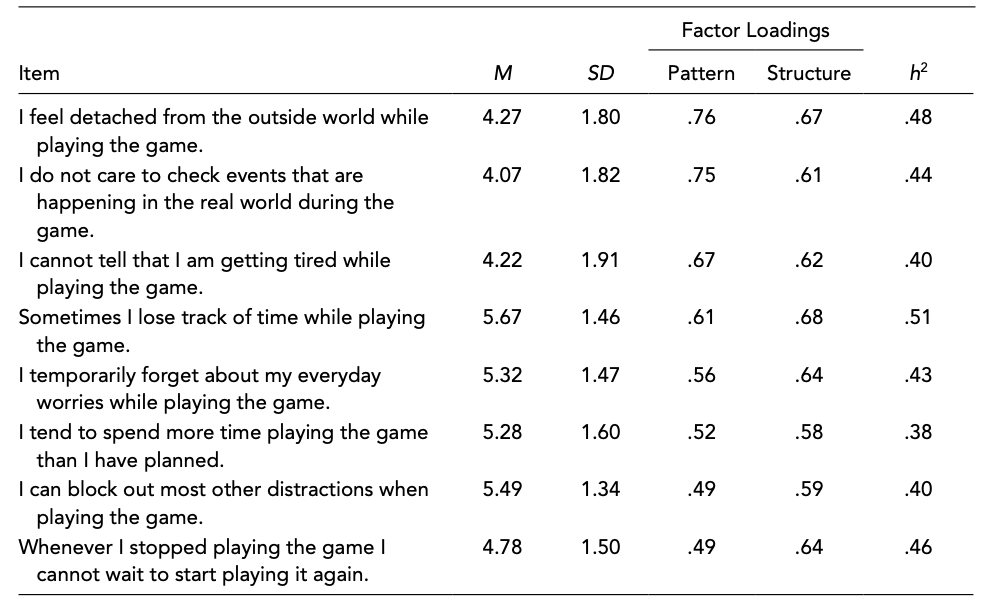 Factor Loadings
Item M SD Pattern Structure h²
I feel detached from the outside world while 4.27 1.80 .76 .67 .48
playing the game.
I do not care to check events that are 4.07 1.82 .75 .61 .44
happening in the real world during the
game.
I cannot tell that I am getting tired while 4.22 1.91 .67 .62 .40
playing the game.
Sometimes I lose track of time while playing 5.67 1.46 .61 .68 .51
the game.
I temporarily forget about my everyday 5.32 1.47 .56 .64 .43
worries while playing the game.
I tend to spend more time playing the game 5.28 1.60 .52 .58 .38
than I have planned.
I can block out most other distractions when 5.49 1.34 .49 .59 .40
playing the game.
Whenever I stopped playing the game I 4.78 1.50 .49 .64 .46
cannot wait to start playing it again.